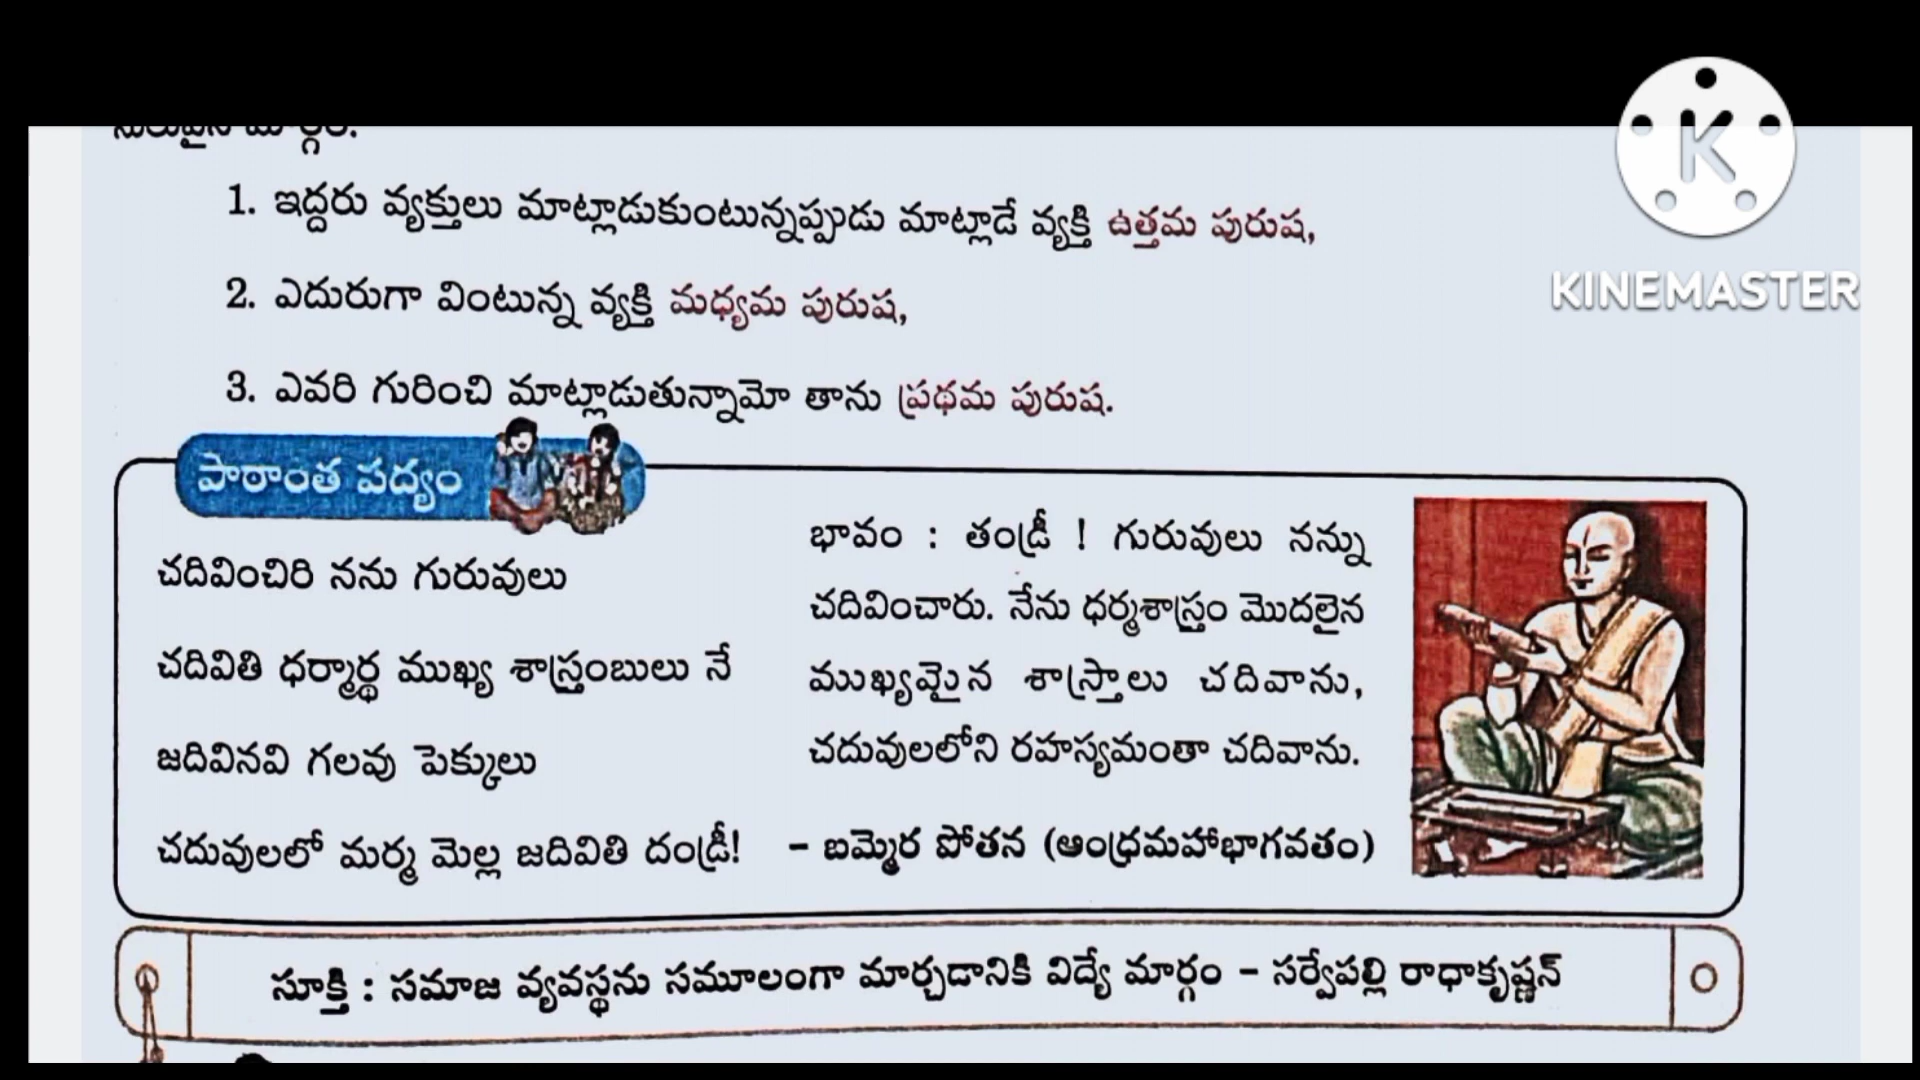 సులువైన మార్గం.
1. ఇద్దరు వ్యక్తులు మాట్లాడుకుంటున్నప్పుడు మాట్లాడే వ్యక్తి ఉత్తమ పురుష,
2. ఎదురుగా వింటున్న వ్యక్తి మధ్యమ పురుష,
3. ఎవరి గురించి మాట్లాడుతున్నామో తాను ప్రథమ పురుష.
పాఠాంత పద్యం
చదివించిరి నను గురువులు
చదివితి ధర్మార్థ ముఖ్య శాస్త్రంబులు నే
జదివినవి గలవు పెక్కులు
చదువులలో మర్మ మెల్ల జదివితి దండ్రీ!
భావం : తండ్రీ ! గురువులు నన్ను
చదివించారు. నేను ధర్మశాస్త్రం మొదలైన
ముఖ్యమైన శాస్త్రాలు చదివాను,
చదువులలోని రహస్యమంతా చదివాను.
– బమ్మెర పోతన (ఆంధ్రమహాభాగవతం)
సూక్తి : సమాజ వ్యవస్థను సమూలంగా మార్చడానికి విద్యే మార్గం – సర్వేపల్లి రాధాకృష్ణన్
K
KINEMASTER